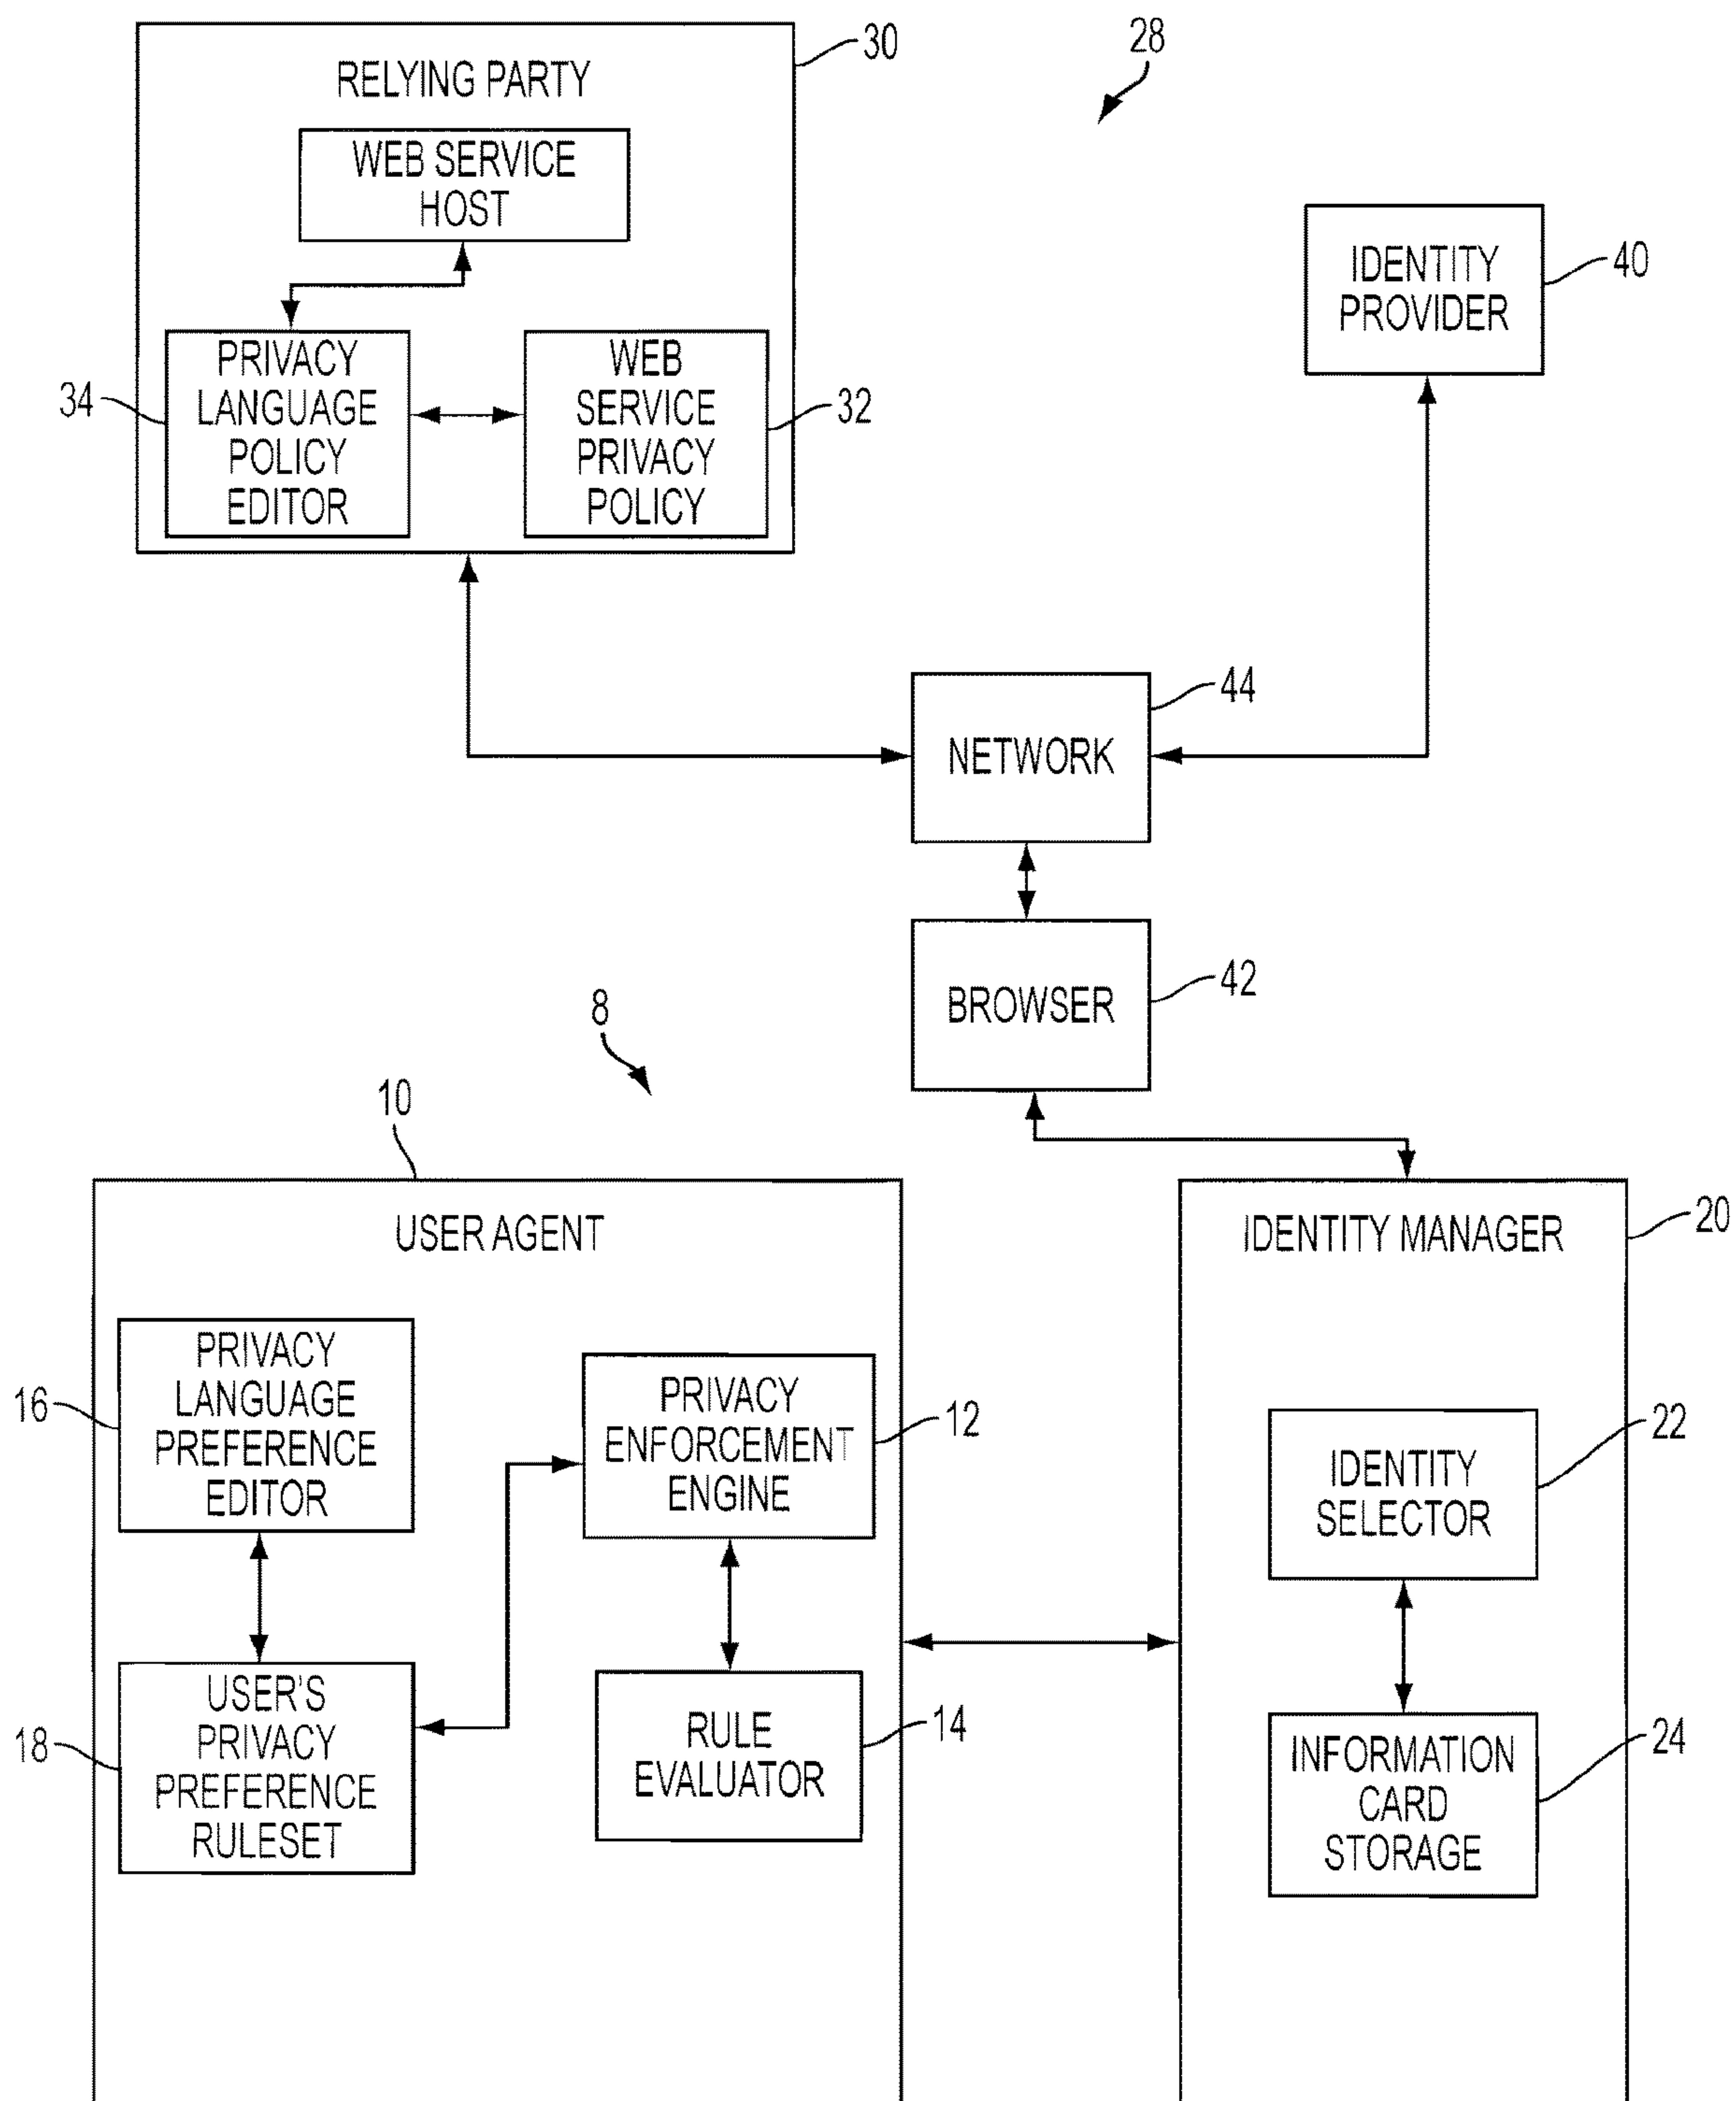 30
28
RELYING PARTY
WEB SERVICE
HOST
IDENTITY
PROVIDER
40
34
PRIVACY
LANGUAGE
POLICY
EDITOR
WEB
SERVICE
PRIVACY
POLICY
32
44
NETWORK
BROWSER
42
8
10
USER AGENT
IDENTITY MANAGER
20
16
PRIVACY
LANGUAGE
PREFERENCE
EDITOR
PRIVACY
ENFORCEMENT
ENGINE
12
IDENTITY
SELECTOR
22
18
USER'S
PRIVACY
PREFERENCE
RULESET
RULE
EVALUATOR
14
INFORMATION
CARD
STORAGE
24